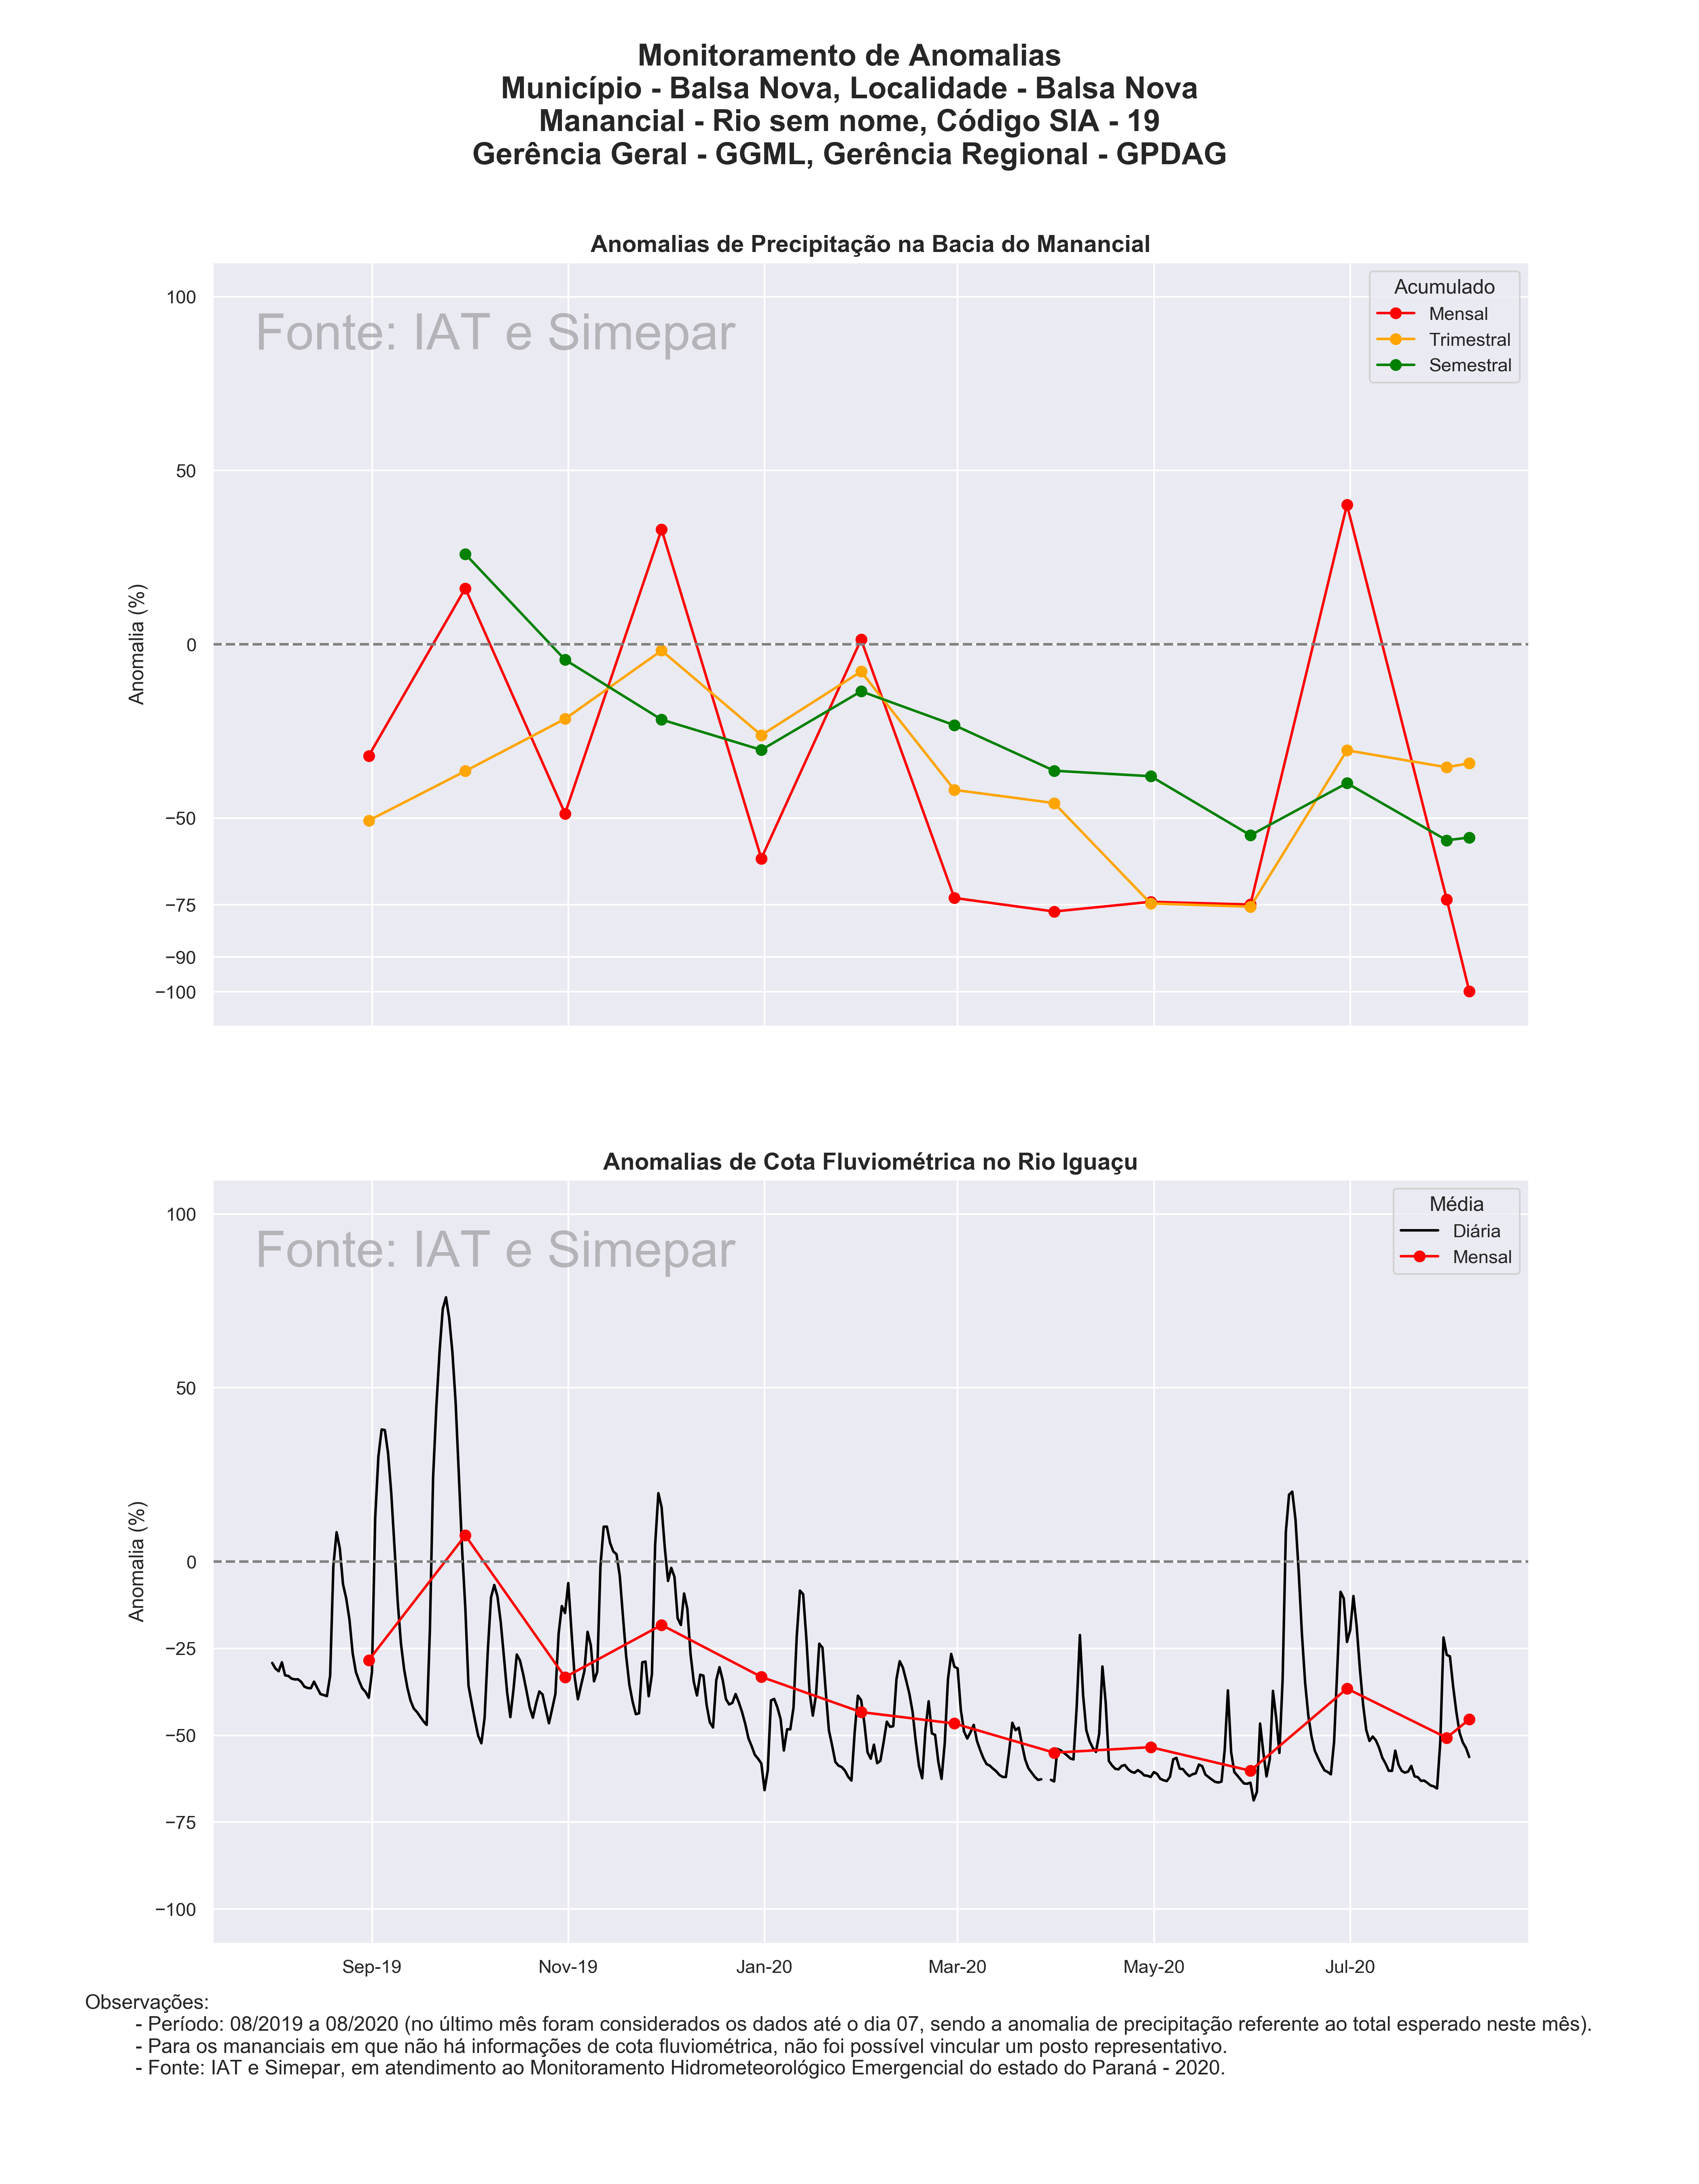 Monitoramento de Anomalias
Município - Balsa Nova, Localidade - Balsa Nova
Manancial - Rio sem nome, Código SIA - 19
Gerência Geral - GGML, Gerência Regional - GPDAG
Anomalias de Precipitação na Bacia do Manancial
Fonte: IAT e Simepar
Acumulado
Mensal
Trimestral
Semestral
Anomalia (%)
100
50
0
−50
−75
−90
−100
Anomalias de Cota Fluviométrica no Rio Iguaçu
Fonte: IAT e Simepar
Média
Diária
Mensal
Anomalia (%)
100
50
0
−25
−50
−75
−100
Sep-19 Nov-19 Jan-20 Mar-20 May-20 Jul-20
Observações:
- Período: 08/2019 a 08/2020 (no último mês foram considerados os dados até o dia 07, sendo a anomalia de precipitação referente ao total esperado neste mês).
- Para os mananciais em que não há informações de cota fluviométrica, não foi possível vincular um posto representativo.
- Fonte: IAT e Simepar, em atendimento ao Monitoramento Hidrometeorológico Emergencial do estado do Paraná - 2020.